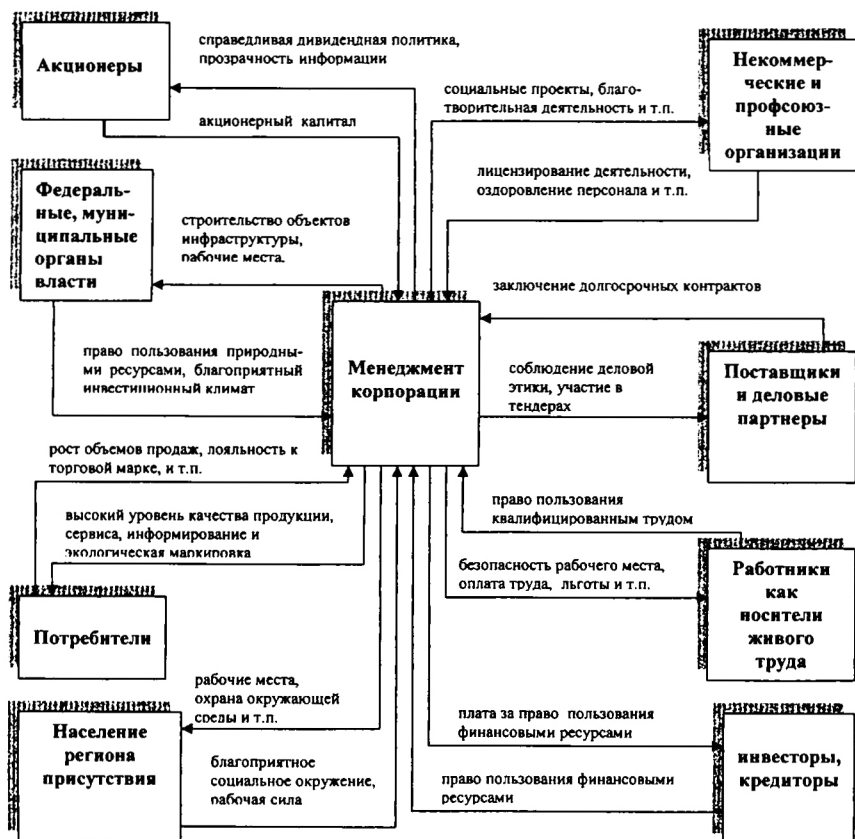 справедливая дивидендная политика,
прозрачность информации
Акционеры
акционерный капитал
социальные проекты, благо-
творительная деятельность и т.п.
Некоммер-
ческие и
профсоюз-
ные
организации
лицензирование деятельности,
оздоровление персонала и т.п.
Федераль-
ные, муни-
ципальные
органы
власти
строительство объектов
инфраструктуры,
рабочие места.
заключение долгосрочных контрактов
право пользования природны-
ми ресурсами, благоприятный
инвестиционный климат
Менеджмент
корпорации
соблюдение деловой
этики, участие в
тендерах
Поставщики
и деловые
партнеры
рост объемов продаж, лояльность к
торговой марке, и т.п.
право пользования
квалифицированным трудом
высокий уровень качества продукции,
сервиса, информирование и
экологическая маркировка
безопасность рабочего места,
оплата труда, льготы и т.п.
Работники
как
носители
живого
труда
Потребители
рабочие места,
охрана окружающей
среды и т.п.
плата за право пользования
финансовыми ресурсами
Население
региона
присутствия
благоприятное
социальное окружение,
рабочая сила
право пользования финансовыми
ресурсами
инвесторы,
кредиторы